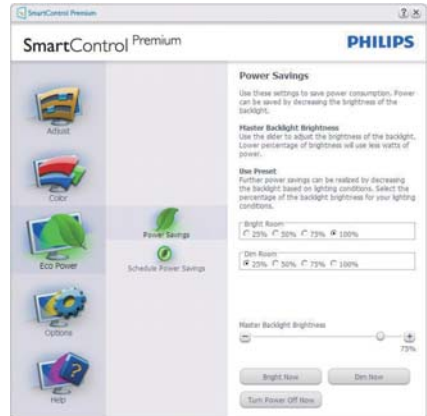 SmartControl Premium
SmartControl Premium
PHILIPS
Adjust
Color
Eco Power
Options
Help
Power Savings
Schedule Power Savings
Power Savings
Use these settings to save power consumption. Power
can be saved by decreasing the brightness of the
backlight.
Master Backlight Brightness
Use the slider to adjust the brightness of the backlight.
Lower percentage of brightness will use less watts of
power.
Use Preset
Further power savings can be realized by decreasing
the backlight based on lighting conditions. Select the
percentage of the backlight brightness for your lighting
conditions.
Bright Room
25% 50% 75% 100%
Dim Room
25% 50% 75% 100%
Master Backlight Brightness
75%
Bright Now Dim Now
Turn Power Off Now